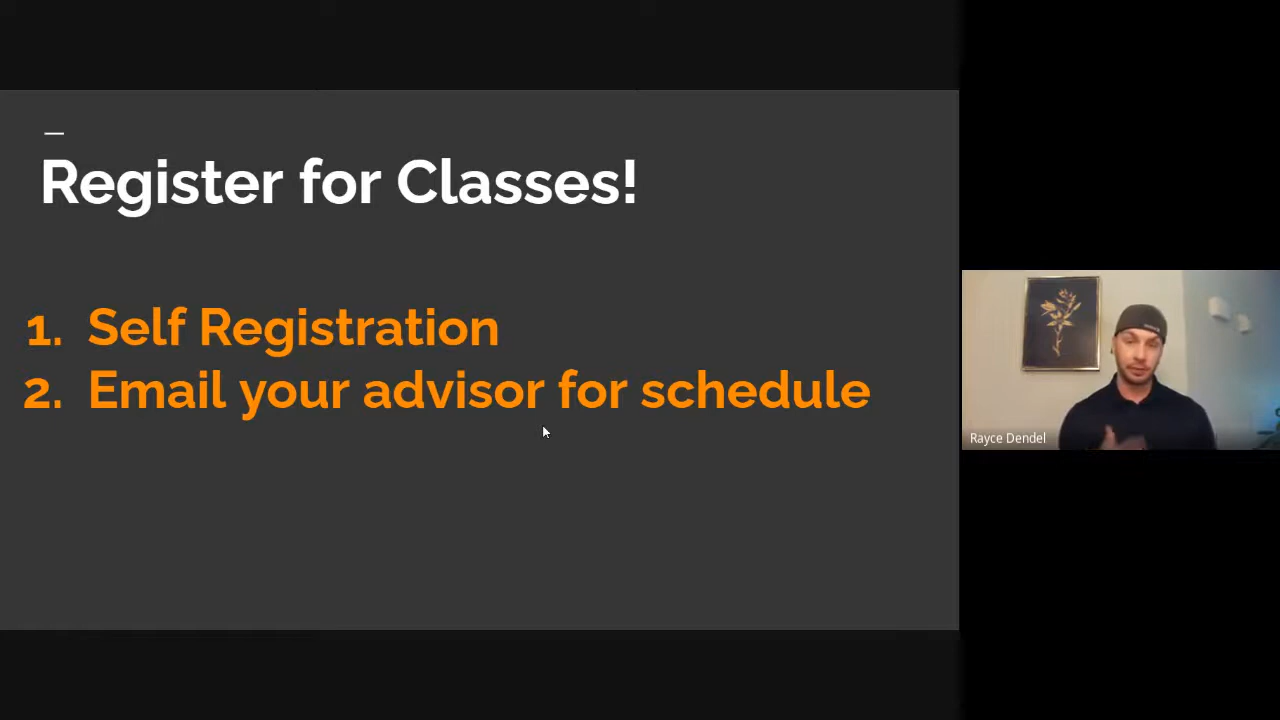 Register for Classes!
1. Self Registration
2. Email your advisor for schedule
Rayce Dendel